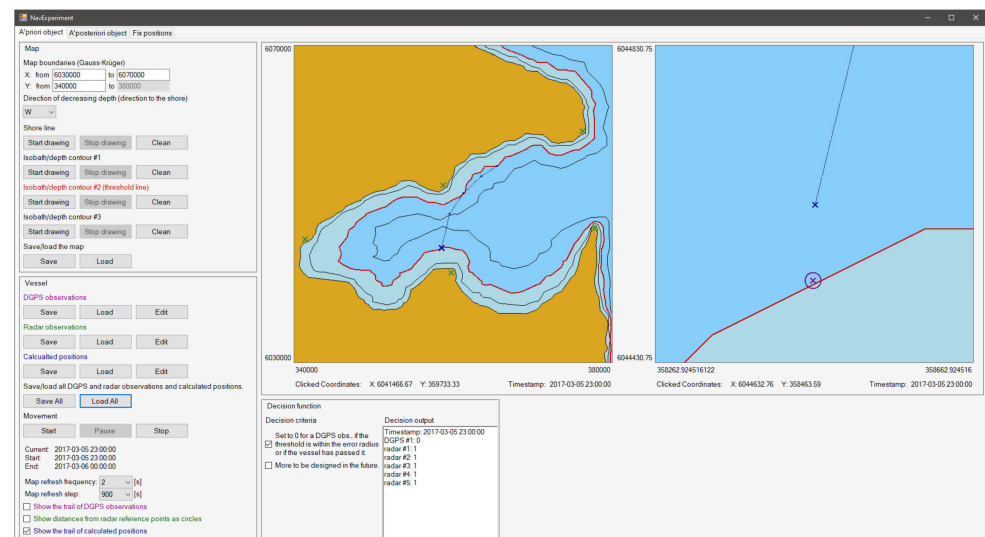 NavExperiment
A'priori object A'posteriori object Fix positions
Map
Map boundaries (Gauss-Krüger)
X: from 6030000 to 6070000
Y: from 340000 to 380000
Direction of decreasing depth (direction to the shore)
W
Shore line
Start drawing Stop drawing Clean
Isobath/depth contour #1
Start drawing Stop drawing Clean
Isobath/depth contour #2 (threshold line)
Start drawing Stop drawing Clean
Isobath/depth contour #3
Start drawing Stop drawing Clean
Save/load the map
Save Load
Vessel
DGPS observations
Save Load Edit
Radar observations
Save Load Edit
Calcualted positions
Save Load Edit
Save/load all DGPS and radar observations and calculated positions.
Save All Load All
Movement
Start Pause Stop
Current: 2017-03-05 23:00:00
Start: 2017-03-05 23:00:00
End: 2017-03-06 00:00:00
Map refresh frequency: 2 [s]
Map refresh step: 900 [s]
Show the trail of DGPS observations
Show distances from radar reference points as circles
Show the trail of calculated positions
6070000
6030000
340000 380000
Clicked Coordinates: X: 6041466.67 Y: 359733.33 Timestamp: 2017-03-05 23:00:00
6044830.75
6044430.75
358262.924516122 358662.924516
Clicked Coordinates: X: 6044632.76 Y: 358463.59 Timestamp: 2017-03-05 23:00:00
Decision function
Decision criteria
Set to 0 for a DGPS obs., if the
threshold is within the error radius
or if the vessel has passed it.
More to be designed in the future.
Decision output
Timestamp: 2017-03-05 23:00:00
DGPS #1: 0
radar #1: 1
radar #2: 1
radar #3: 1
radar #4: 1
radar #5: 1